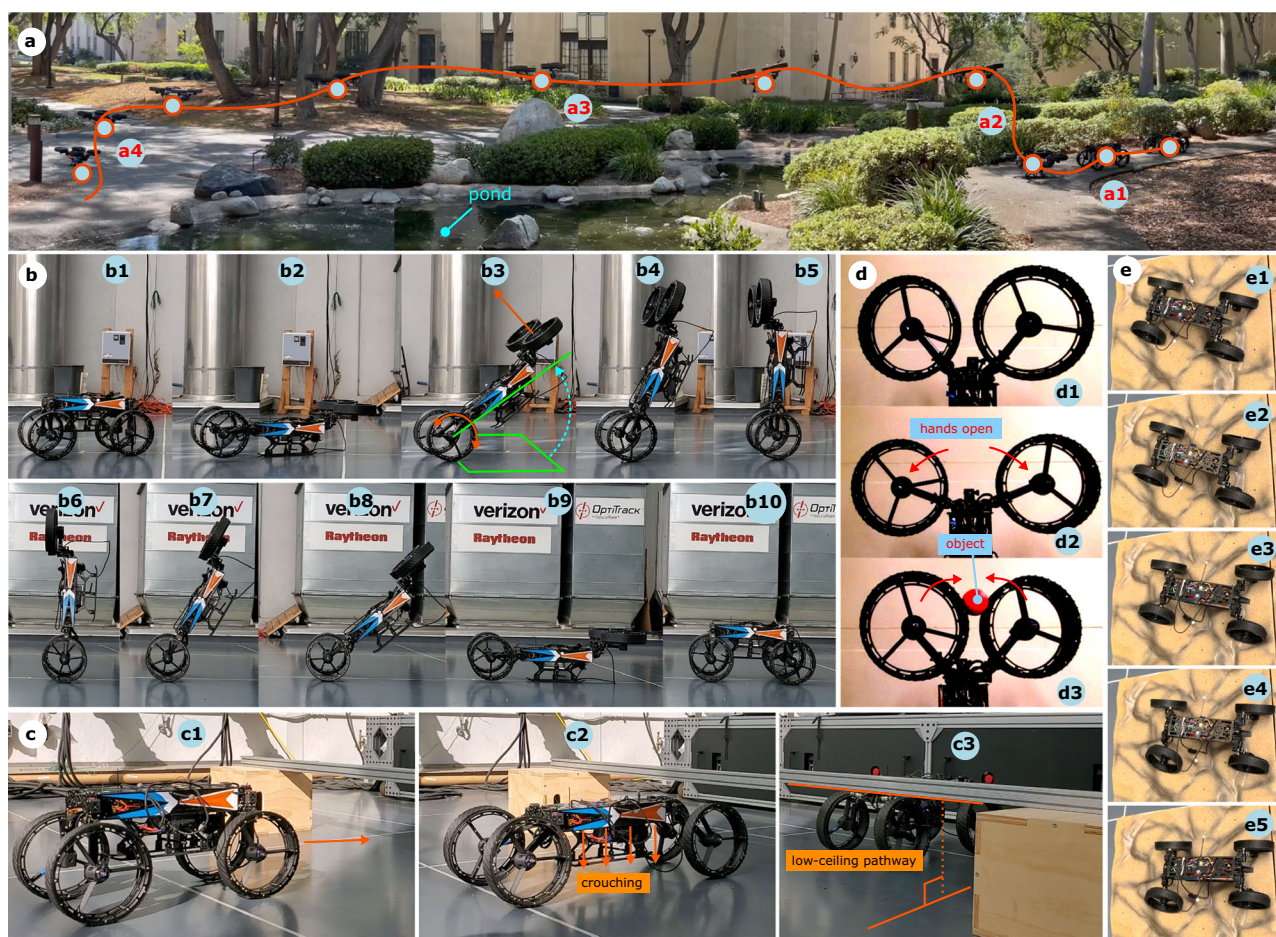 a
a3
a2
a4
a1
pond
b
b1
b2
b3
b4
b5
d
d1
hands open
d2
object
d3
e
e1
e2
e3
e4
e5
b6
b7
b8
b9
b10
verizon
verizon
verizon
verizon
verizon
OptiTrack
OptiTrack
Raytheon
Raytheon
Raytheon
Raytheon
Raytheon
c
c1
c2
crouching
c3
low-ceiling pathway